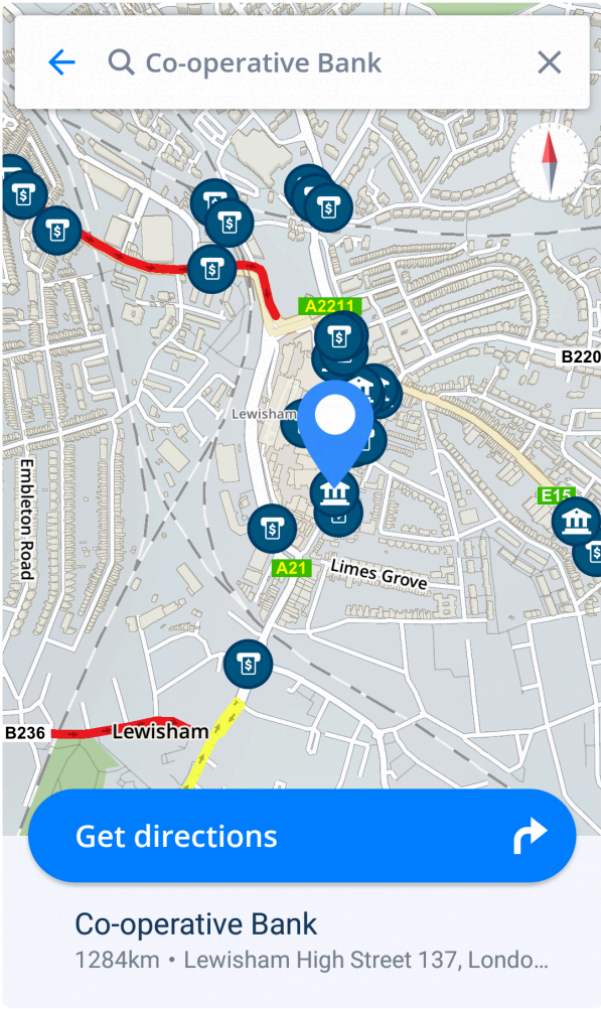 Co-operative Bank
A2211
B220
Lewisham
Embleton Road
E15
A21
Limes Grove
B236
Lewisham
Get directions
Co-operative Bank
1284km • Lewisham High Street 137, Londo...